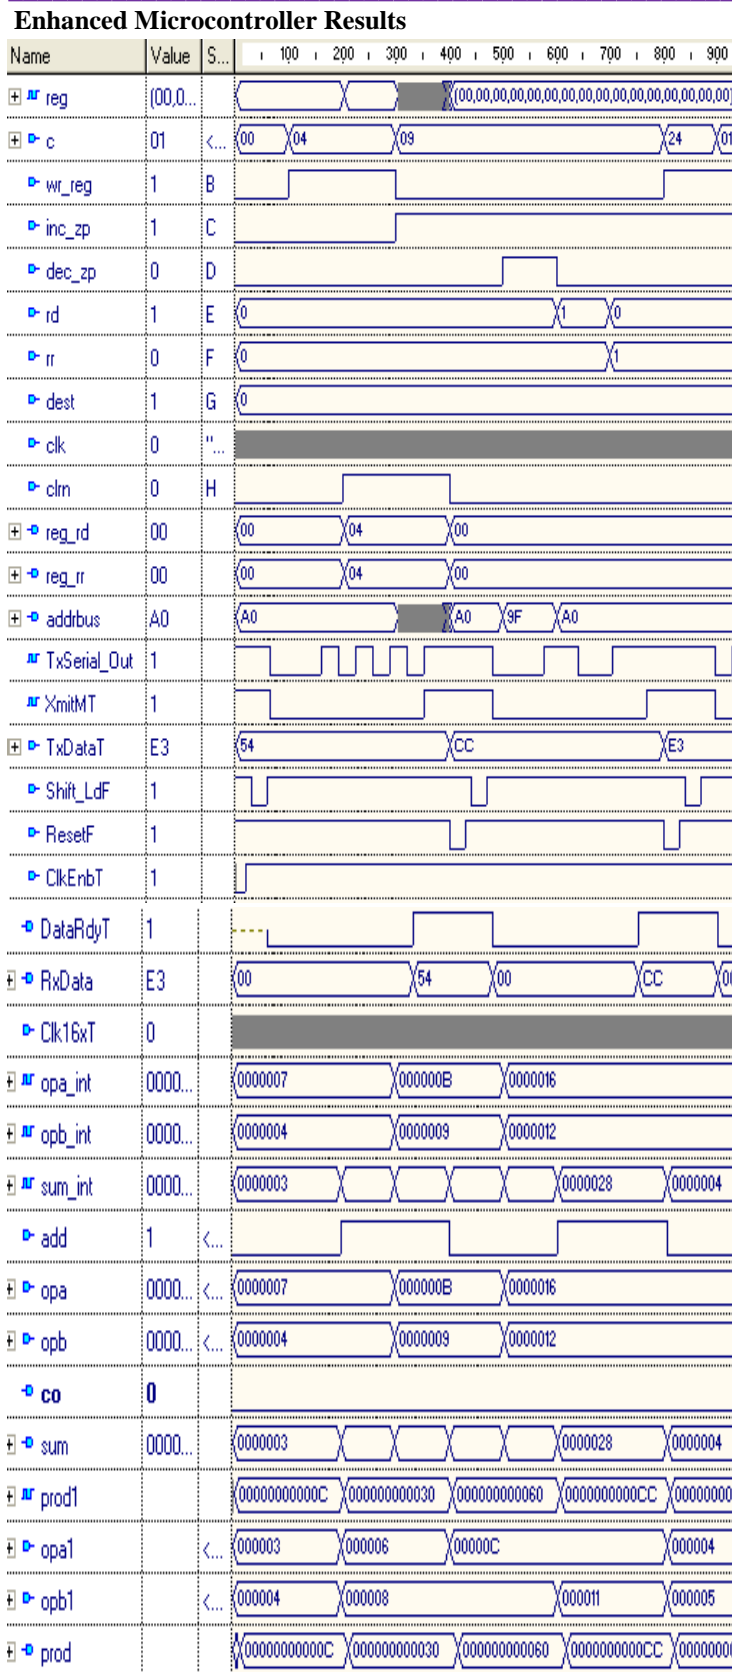 Enhanced Microcontroller Results
Name Value S... 100 200 300 400 500 600 700 800 900
reg (00,0... (00,00,00,00,00,00,00,00,00,00,00,00,00,00,00,00)
c 01 <... 00 04 09 24 01
wr_reg 1 B
inc_zp 1 C
dec_zp 0 D
rd 1 E 0 1 0
rr 0 F 0 1
dest 1 G 0
clk 0 "...
clrn 0 H
reg_rd 00 00 04 00
reg_rr 00 00 04 00
addrbus A0 A0 A0 9F A0
TxSerial_Out 1
XmitMT 1
TxDataT E3 54 CC E3
Shift_LdF 1
ResetF 1
ClkEnbT 1
DataRdyT 1
RxData E3 00 54 00 CC 00
Clk16xT 0
opa_int 0000... 0000007 000000B 0000016
opb_int 0000... 0000004 0000009 0000012
sum_int 0000... 0000003 0000028 0000004
add 1 <...
opa 0000... <... 0000007 000000B 0000016
opb 0000... <... 0000004 0000009 0000012
co 0
sum 0000... 0000003 0000028 0000004
prod1 00000000000C 000000000030 000000000060 0000000000CC 00000000
opa1 <... 000003 000006 00000C 000004
opb1 <... 000004 000008 000011 000005
prod 00000000000C 000000000030 000000000060 0000000000CC 00000000